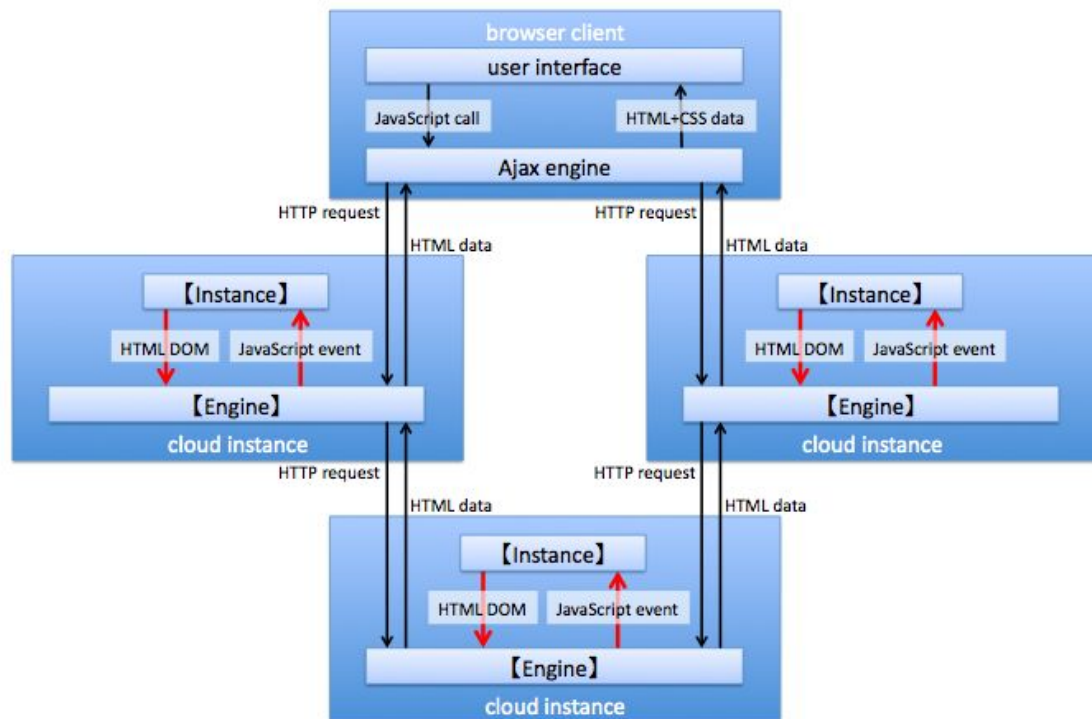 browser client
user interface
JavaScript call
HTML+CSS data
Ajax engine
HTTP request
HTTP request
HTML data
HTML data
【Instance】
HTML DOM
JavaScript event
【Engine】
cloud instance
【Instance】
HTML DOM
JavaScript event
【Engine】
cloud instance
HTTP request
HTTP request
HTML data
HTML data
【Instance】
HTML DOM
JavaScript event
【Engine】
cloud instance